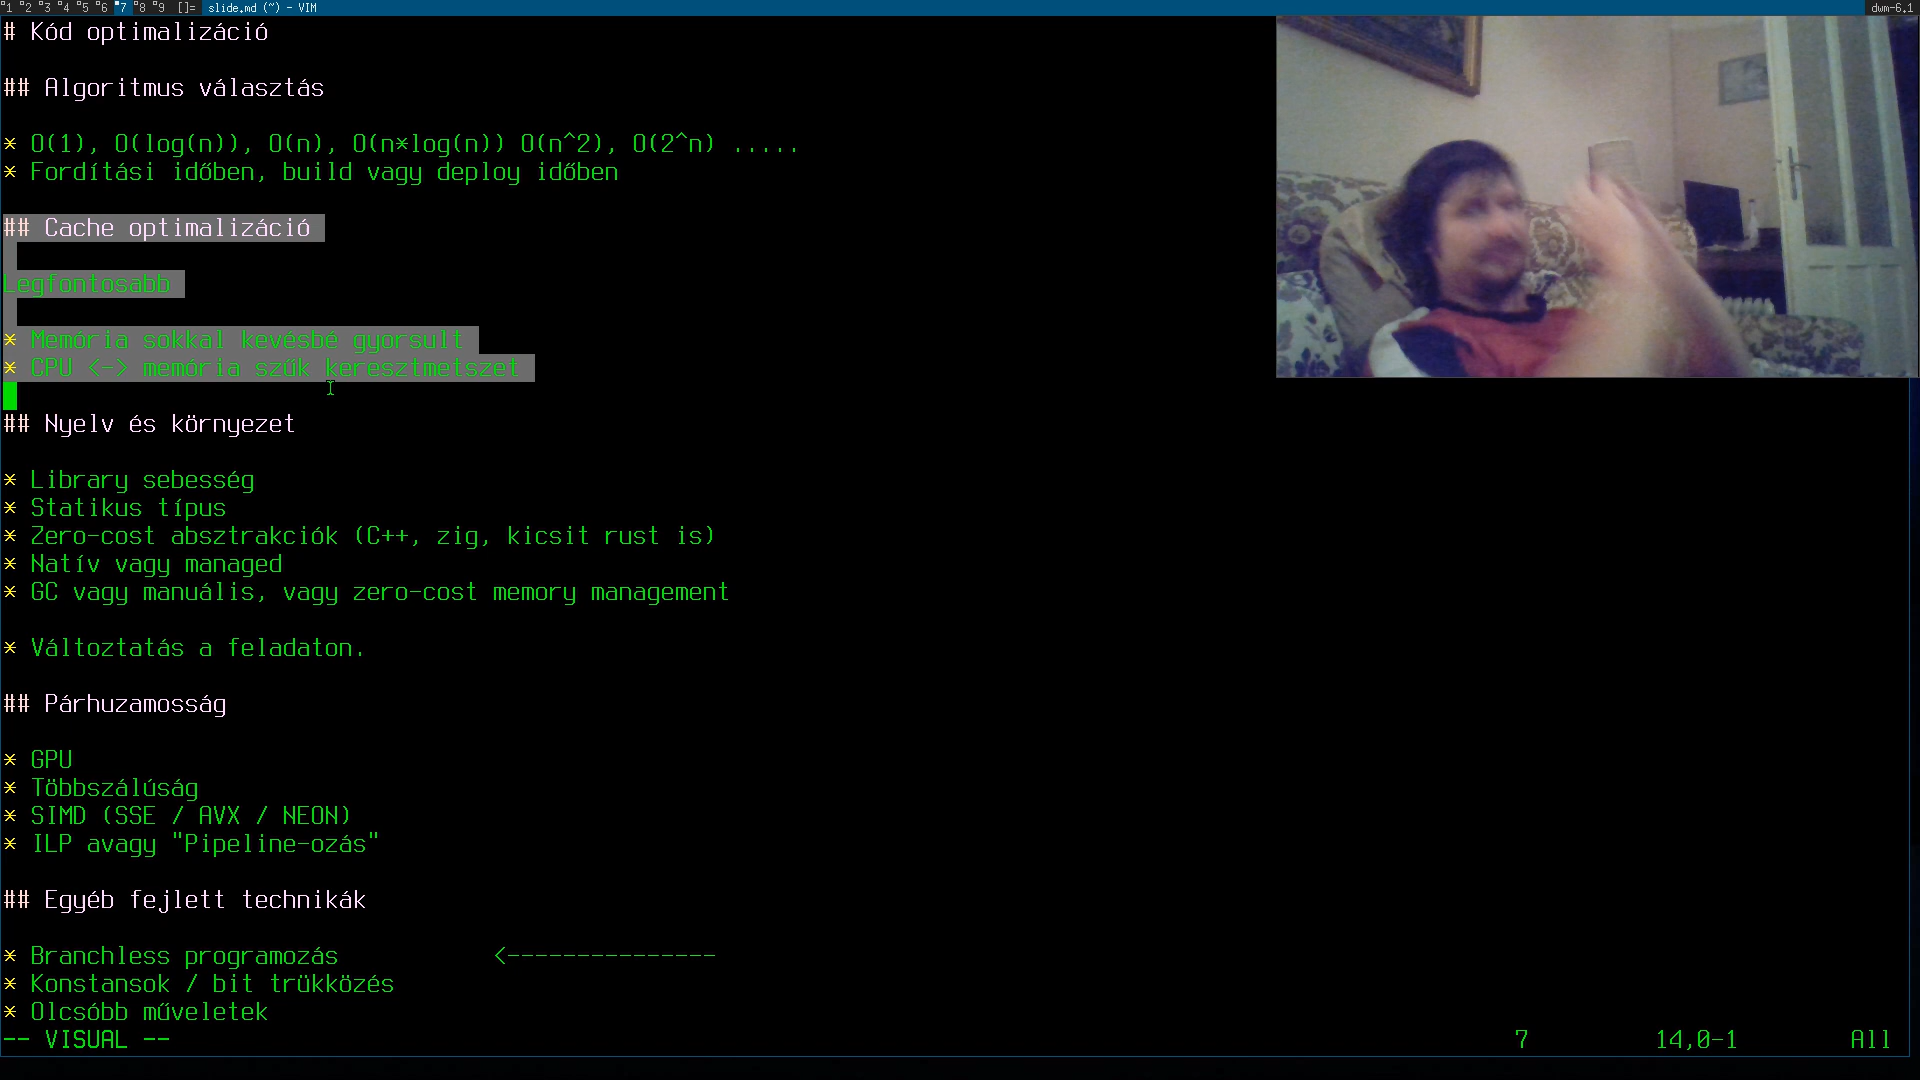 1 2 3 4 5 6 7 8 9 []= slide.md (~) - VIM dwm-6.1
# Kód optimalizáció
## Algoritmus választás
* O(1), O(log(n)), O(n), O(n*log(n)) O(n^2), O(2^n) .....
* Fordítási időben, build vagy deploy időben
## Cache optimalizáció
Legfontosabb
* Memória sokkal kevésbé gyorsult
* CPU <-> memória szűk keresztmetszet
## Nyelv és környezet
* Library sebesség
* Statikus típus
* Zero-cost absztrakciók (C++, zig, kicsit rust is)
* Natív vagy managed
* GC vagy manuális, vagy zero-cost memory management
* Változtatás a feladaton.
## Párhuzamosság
* GPU
* Többszálúság
* SIMD (SSE / AVX / NEON)
* ILP avagy "Pipeline-ozás"
## Egyéb fejlett technikák
* Branchless programozás <---------------
* Konstansok / bit trükközés
* Olcsóbb műveletek
-- VISUAL -- 7 14,0-1 All